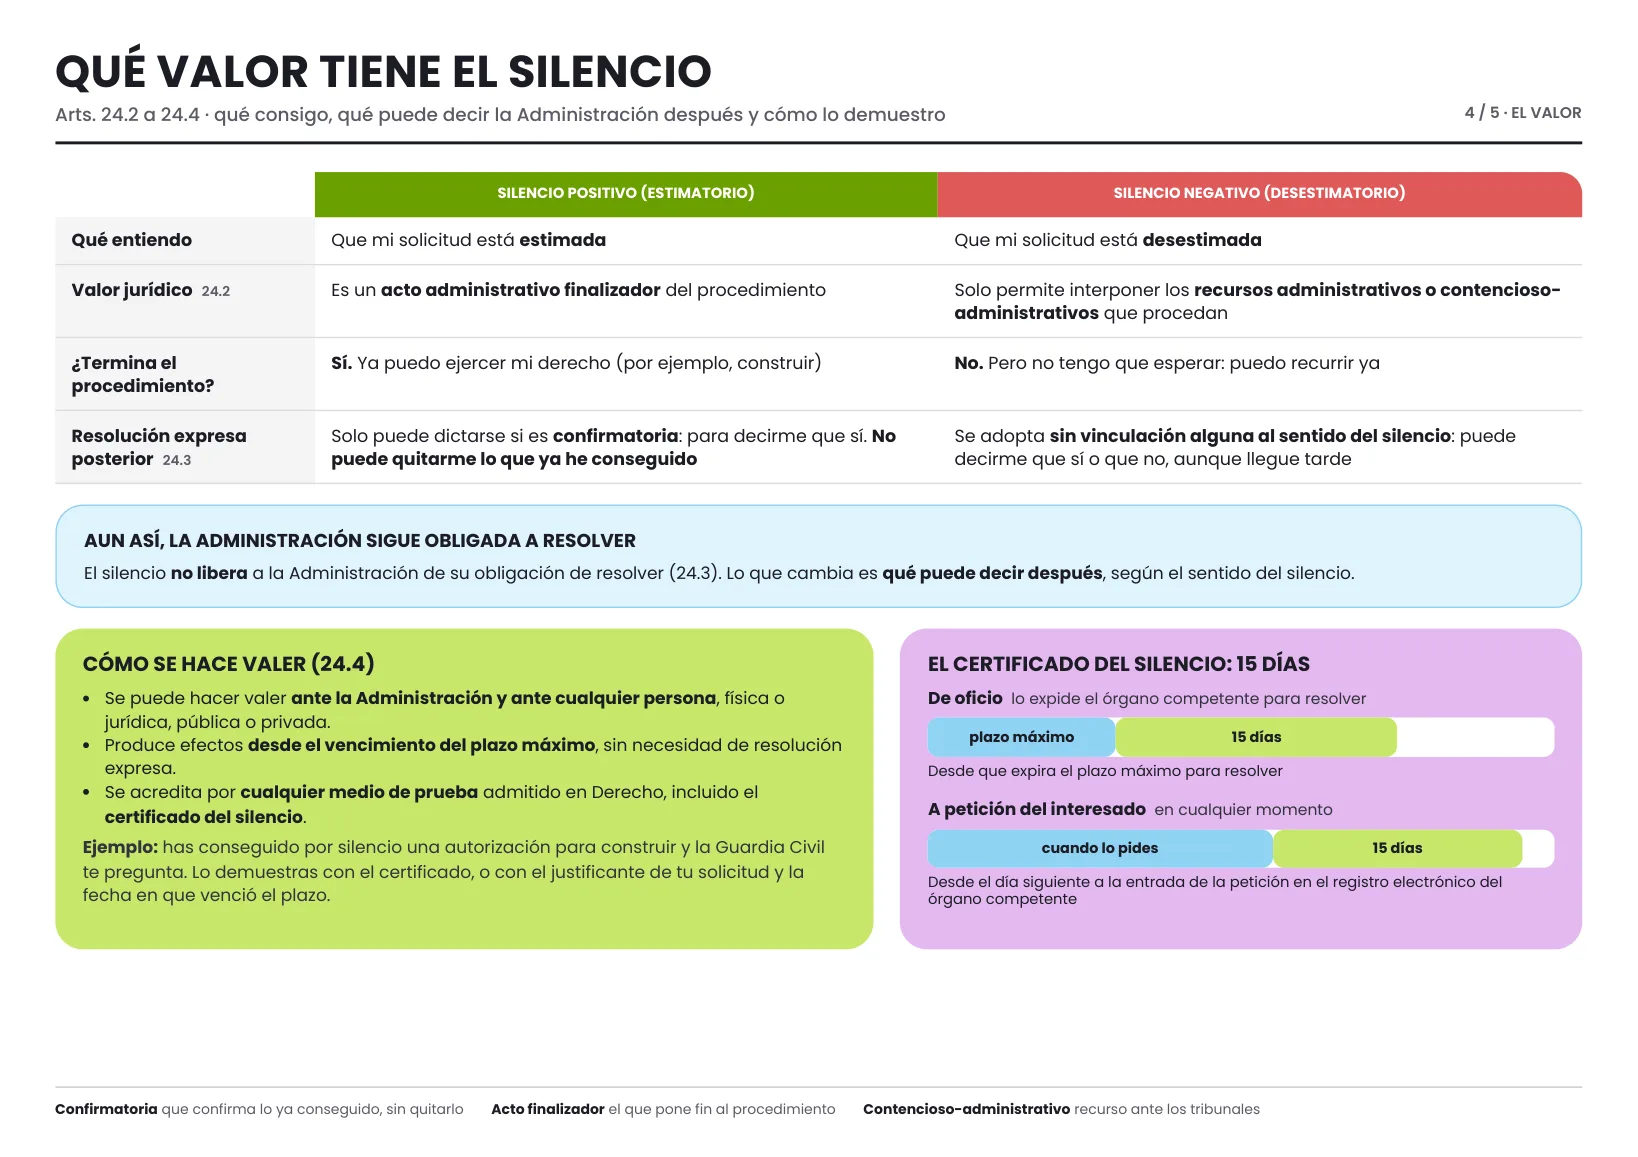 QUÉ VALOR TIENE EL SILENCIO
Arts. 24.2 a 24.4 · qué consigo, qué puede decir la Administración después y cómo lo demuestro
4 / 5 · EL VALOR
SILENCIO POSITIVO (ESTIMATORIO)
SILENCIO NEGATIVO (DESESTIMATORIO)
Qué entiendo
Que mi solicitud está estimada
Que mi solicitud está desestimada
Valor jurídico 24.2
Es un acto administrativo finalizador del procedimiento
Solo permite interponer los recursos administrativos o contencioso-
administrativos que procedan
¿Termina el
procedimiento?
Sí. Ya puedo ejercer mi derecho (por ejemplo, construir)
No. Pero no tengo que esperar: puedo recurrir ya
Resolución expresa
posterior 24.3
Solo puede dictarse si es confirmatoria: para decirme que sí. No
puede quitarme lo que ya he conseguido
Se adopta sin vinculación alguna al sentido del silencio: puede
decirme que sí o que no, aunque llegue tarde
AUN ASÍ, LA ADMINISTRACIÓN SIGUE OBLIGADA A RESOLVER
El silencio no libera a la Administración de su obligación de resolver (24.3). Lo que cambia es qué puede decir después, según el sentido del silencio.
CÓMO SE HACE VALER (24.4)
• Se puede hacer valer ante la Administración y ante cualquier persona, física o
jurídica, pública o privada.
• Produce efectos desde el vencimiento del plazo máximo, sin necesidad de resolución
expresa.
• Se acredita por cualquier medio de prueba admitido en Derecho, incluido el
certificado del silencio.
Ejemplo: has conseguido por silencio una autorización para construir y la Guardia Civil
te pregunta. Lo demuestras con el certificado, o con el justificante de tu solicitud y la
fecha en que venció el plazo.
EL CERTIFICADO DEL SILENCIO: 15 DÍAS
De oficio lo expide el órgano competente para resolver
plazo máximo
15 días
Desde que expira el plazo máximo para resolver
A petición del interesado en cualquier momento
cuando lo pides
15 días
Desde el día siguiente a la entrada de la petición en el registro electrónico del
órgano competente
Confirmatoria que confirma lo ya conseguido, sin quitarlo
Acto finalizador el que pone fin al procedimiento
Contencioso-administrativo recurso ante los tribunales